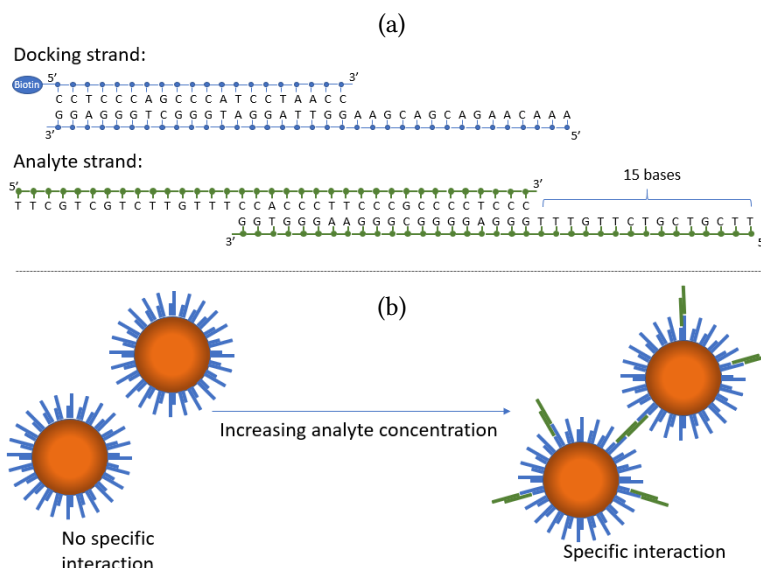 (a)
Docking strand:
Biotin 5′ 3′
C C T C C C A G C C C A T C C T A A C C
G G A G G G T C G G G T A G G A T T G G A A G C A G C A G A A C A A A
3′ 5′
Analyte strand:
15 bases
5′ 3′
T T C G T C G T C T T G T T T C C A C C C T T C C C G C C C C T C C C
G G T G G G A A G G G C G G G G A G G G T T T G T T C T G C T G C T T
3′ 5
(b)
Increasing analyte concentration
No specific
interaction
Specific interaction